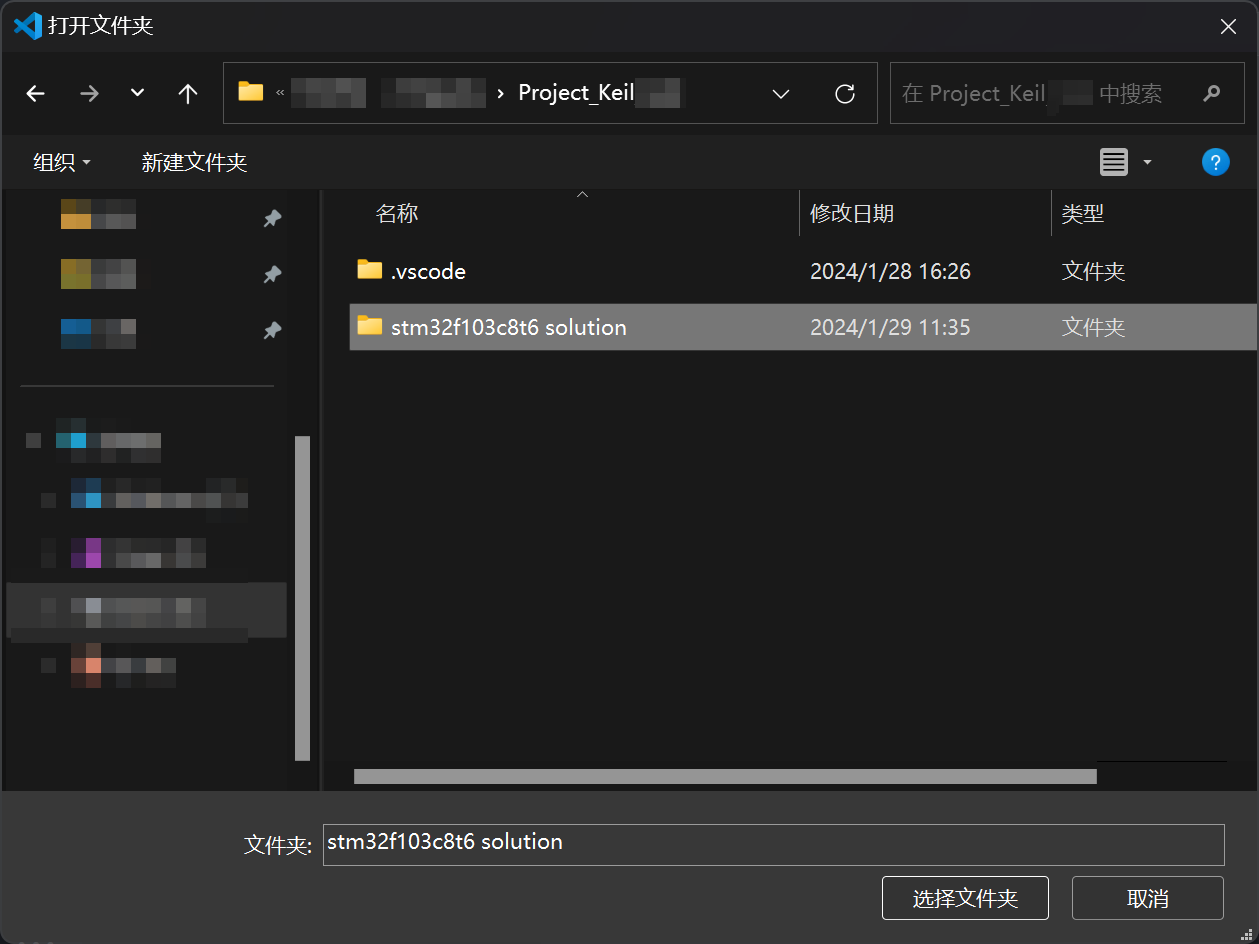 打开文件夹
« › Project_Keil
在 Project_Keil 中搜索
组织 新建文件夹
?
名称 修改日期 类型
.vscode 2024/1/28 16:26 文件夹
stm32f103c8t6 solution 2024/1/29 11:35 文件夹
文件夹: stm32f103c8t6 solution
选择文件夹 取消